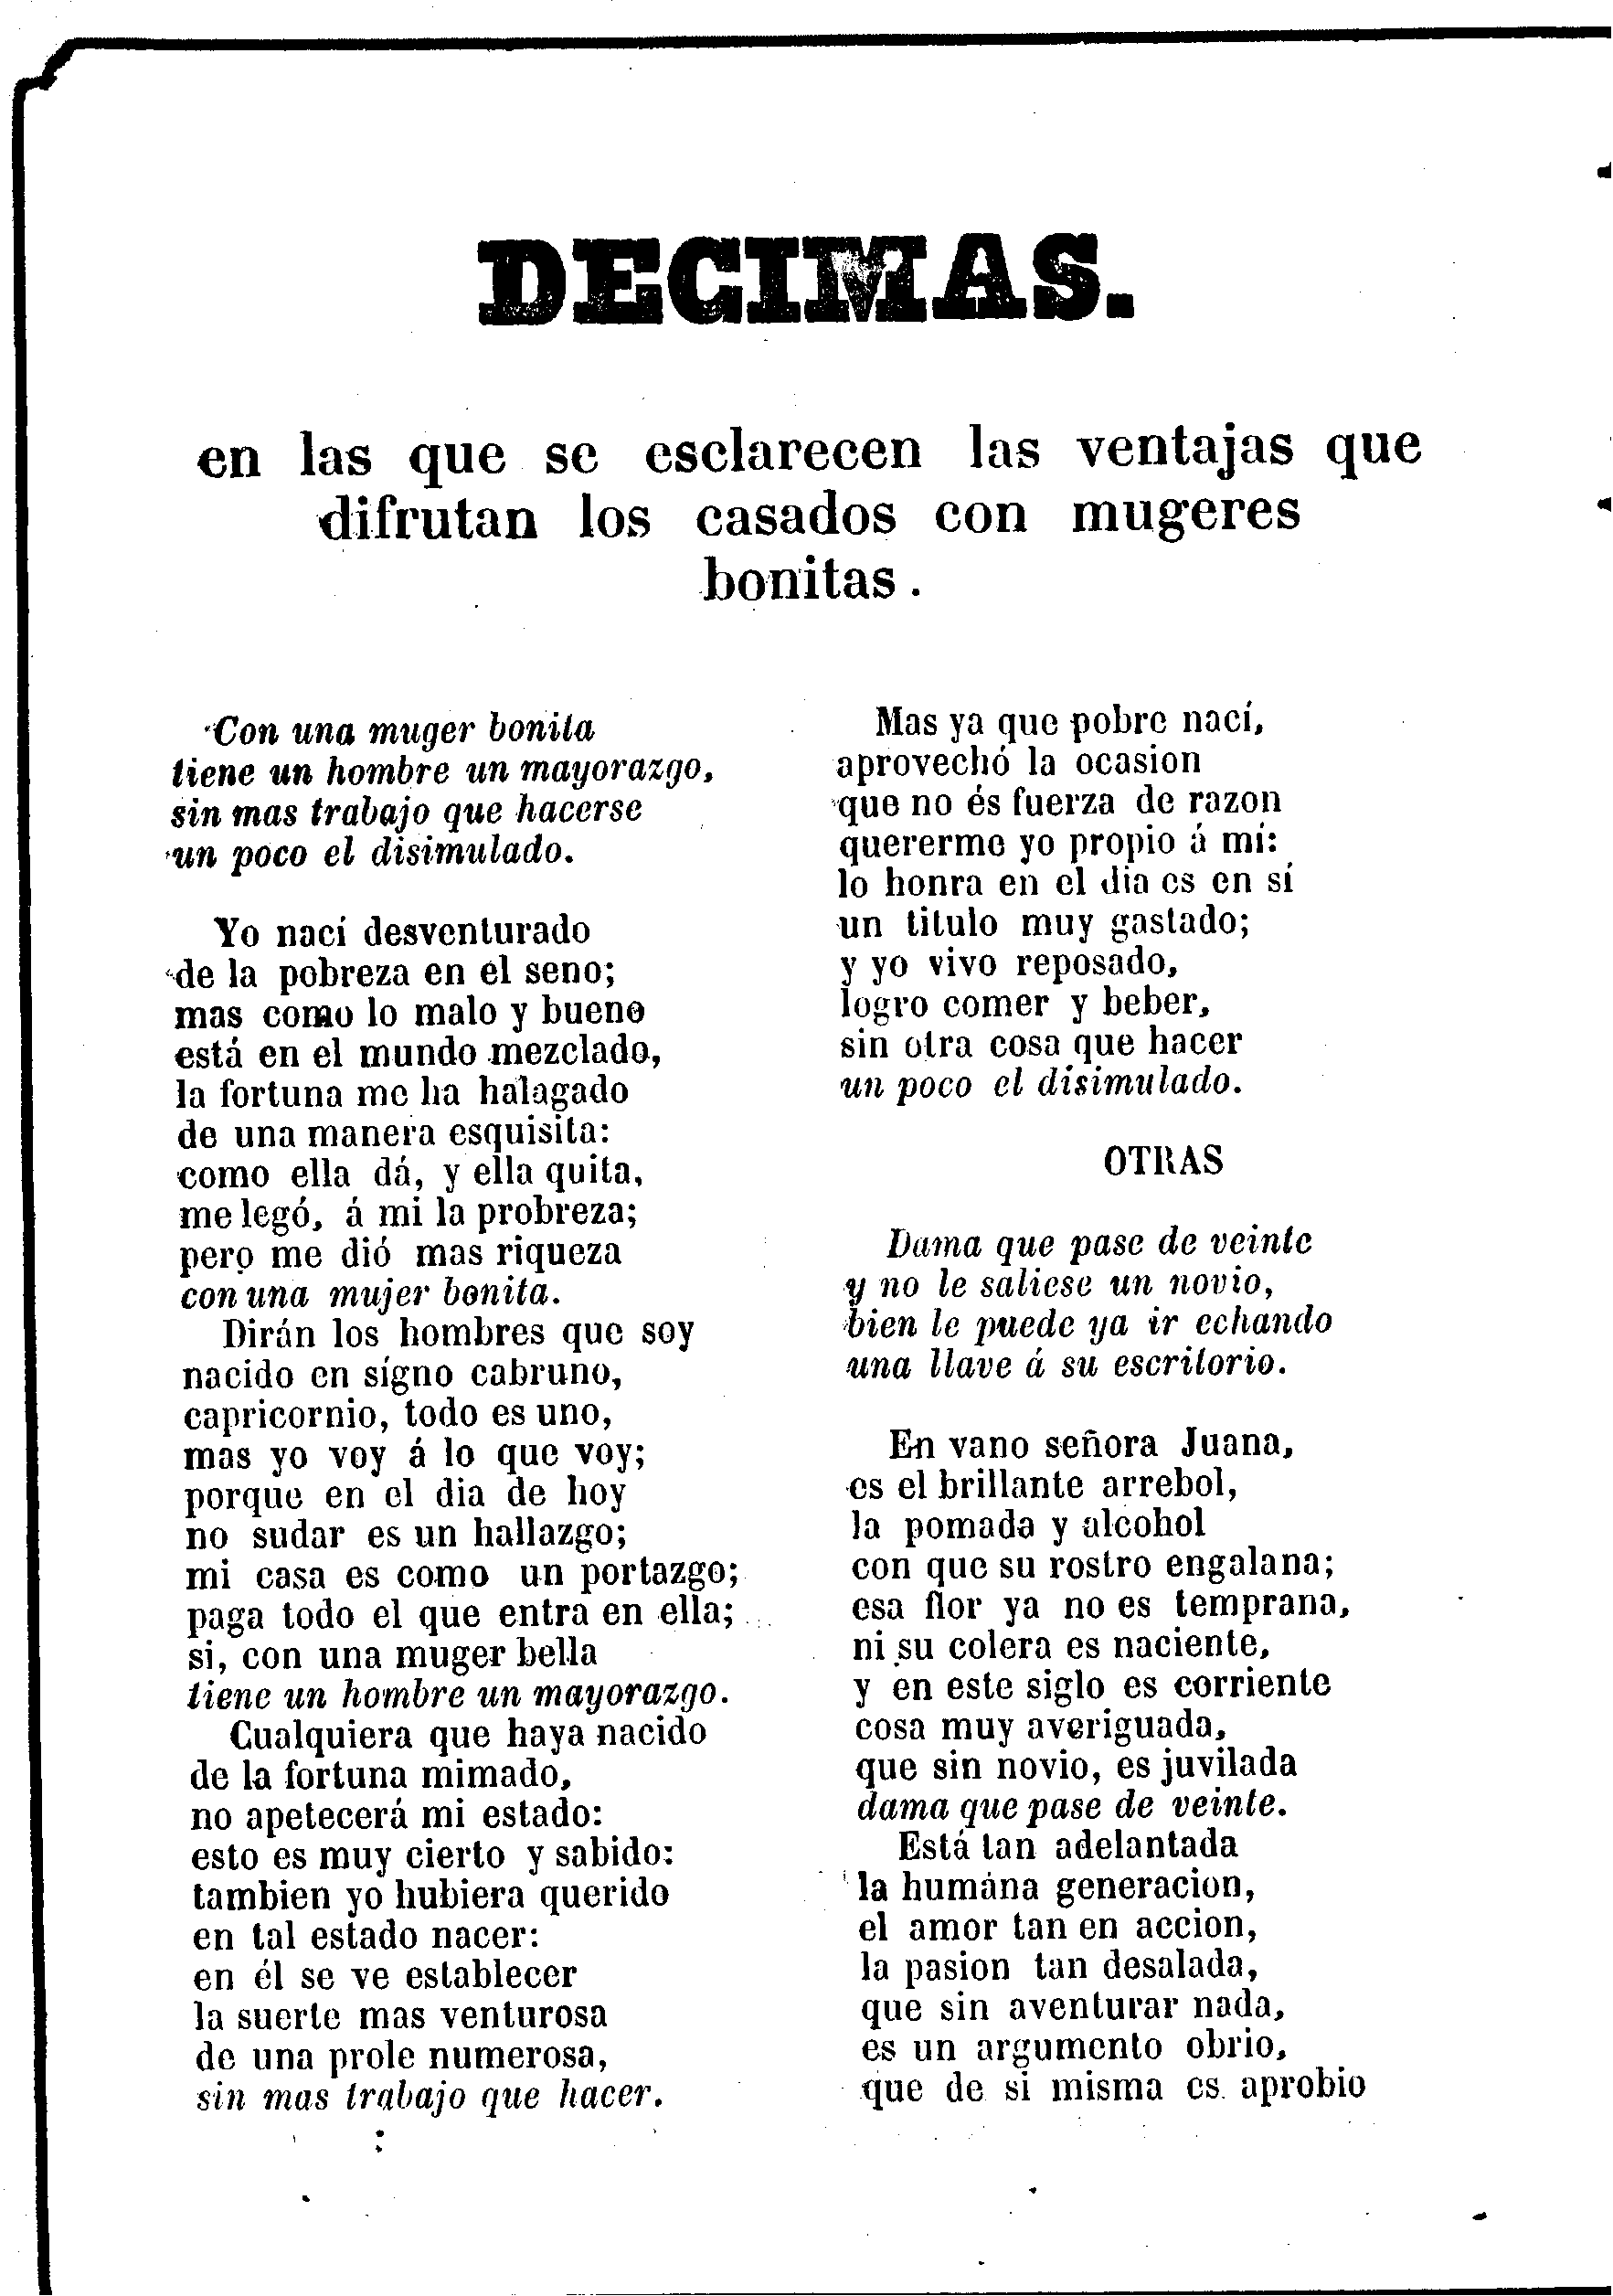 DECIMAS.
en las que se esclarecen las ventajas que
difrutan los casados con mugeres
bonitas.
Con una muger bonita
tiene un hombre un mayorazgo,
sin mas trabajo que hacerse
un poco el disimulado.
Yo nací desventurado
de la pobreza en el seno;
mas como lo malo y bueno
está en el mundo mezclado,
la fortuna me ha halagado
de una manera esquisita:
como ella dá, y ella quita,
me legó, á mi la probreza;
pero me dió mas riqueza
con una mujer bonita.
Dirán los hombres que soy
nacido en signo cabruno,
capricornio, todo es uno,
mas yo voy á lo que voy;
porque en el dia de hoy
no sudar es un hallazgo;
mi casa es como un portazgo;
paga todo el que entra en ella;
si, con una muger bella
tiene un hombre un mayorazgo.
Cualquiera que haya nacido
de la fortuna mimado,
no apetecerá mi estado:
esto es muy cierto y sabido:
tambien yo hubiera querido
en tal estado nacer:
en él se ve establecer
la suerte mas venturosa
de una prole numerosa,
sin mas trabajo que hacer.
Mas ya que pobre nací,
aprovechó la ocasion
que no és fuerza de razon
quererme yo propio á mí:
lo honra en el dia es en sí
un titulo muy gastado;
y yo vivo reposado,
logro comer y beber,
sin otra cosa que hacer
un poco el disimulado.
OTRAS
Dama que pase de veinte
y no le saliese un novio,
bien le puede ya ir echando
una llave á su escritorio.
En vano señora Juana,
es el brillante arrebol,
la pomada y alcohol
con que su rostro engalana;
esa flor ya no es temprana,
ni su colera es naciente,
y en este siglo es corriente
cosa muy averiguada,
que sin novio, es juvilada
dama que pase de veinte.
Está tan adelantada
la humána generacion,
el amor tan en accion,
la pasion tan desalada,
que sin aventurar nada,
es un argumento obrio,
que de si misma es aprobio